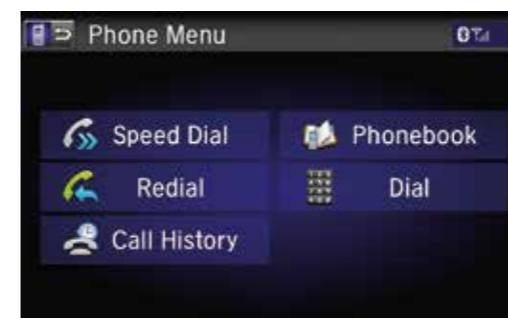 Phone Menu
Speed Dial
Phonebook
Redial
Dial
Call History